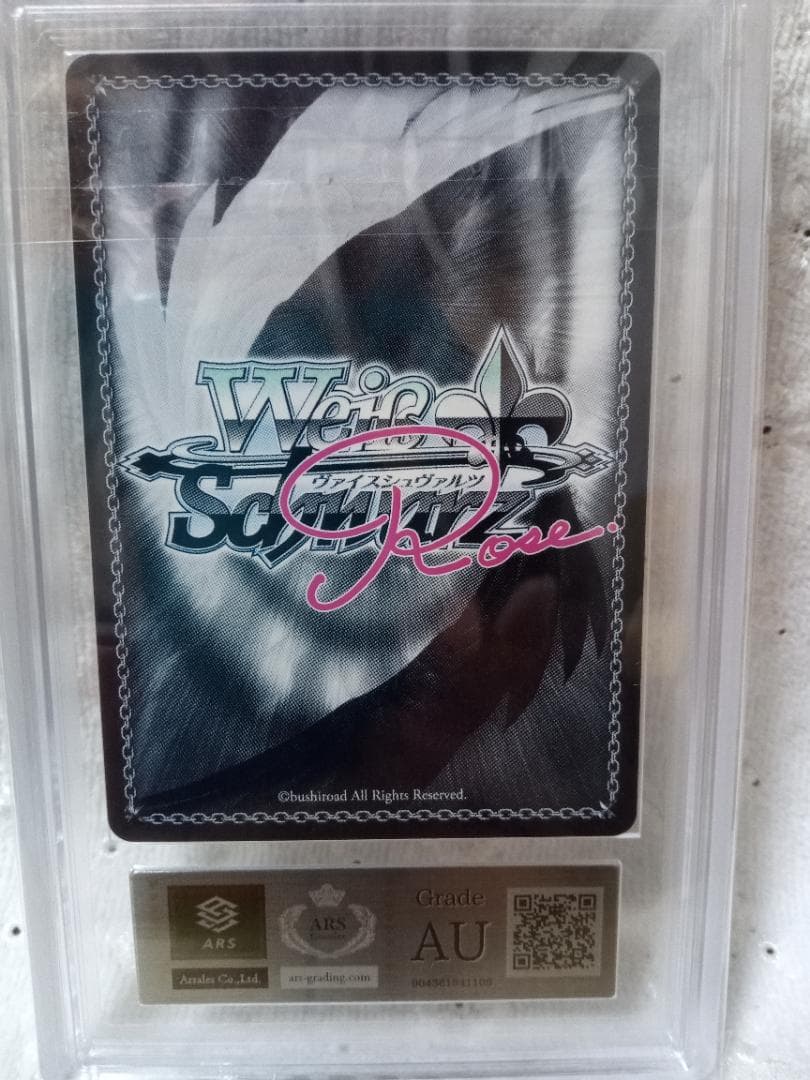 Weiß
ヴァイスシュヴァルツ
Schwarz
Rose.
©bushiroad All Rights Reserved.
ARS
Artales Co.,Ltd.
ARS
ars-grading.com
Grade
AU